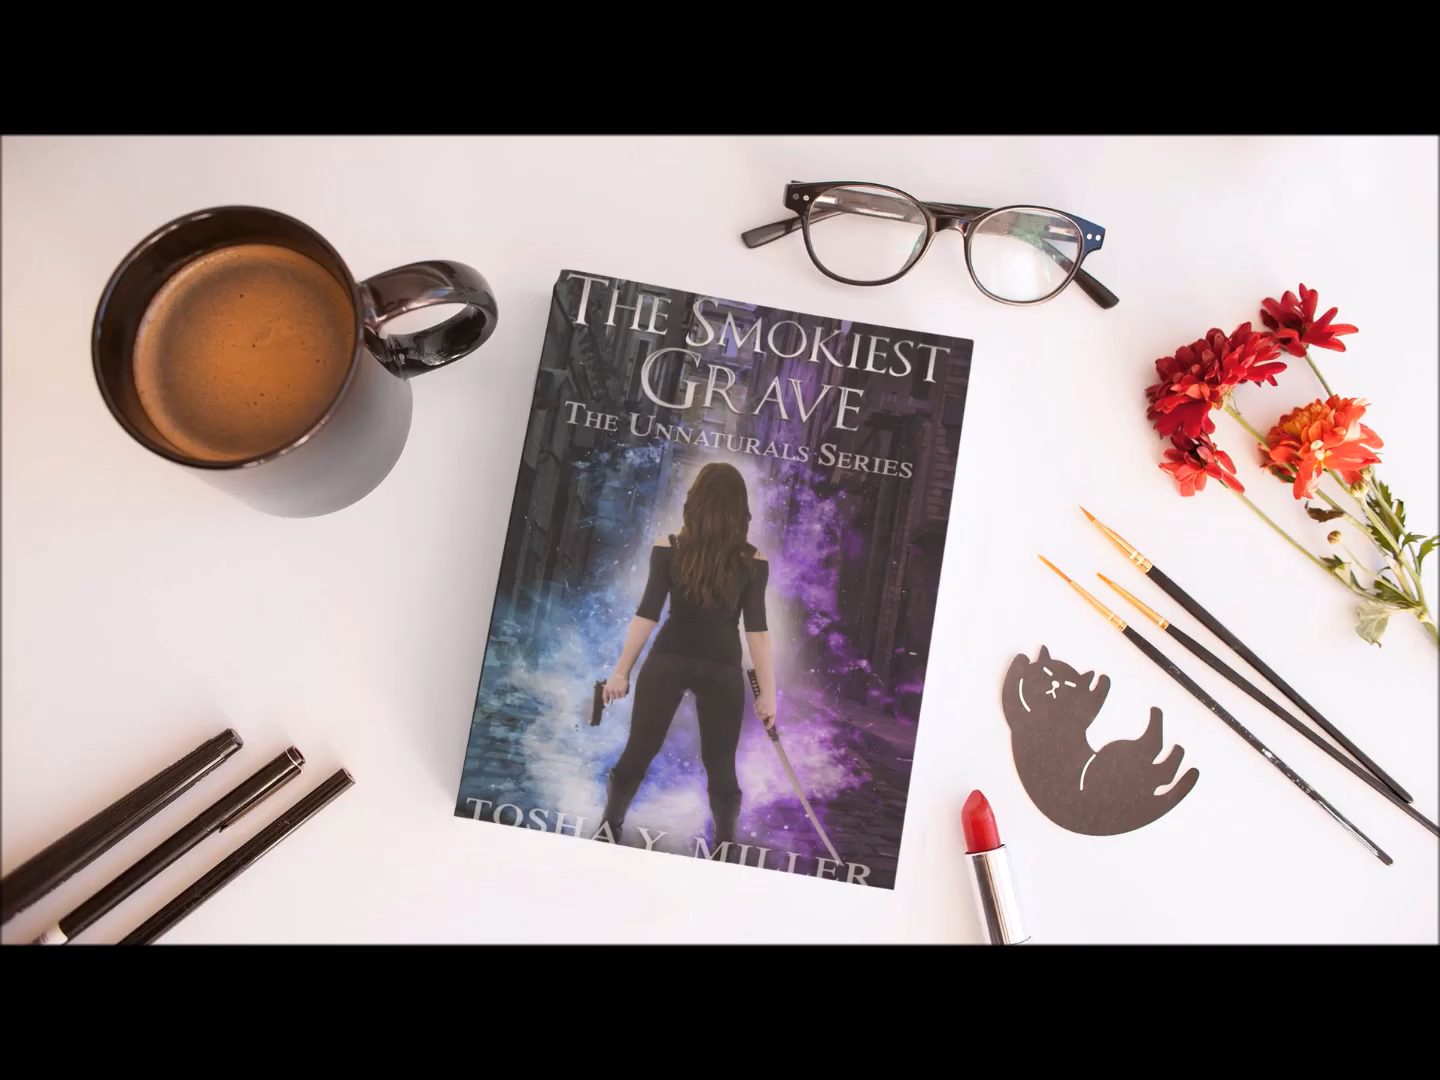 The Smokiest
Grave
The Unnaturals Series
Tosha Y. Miller